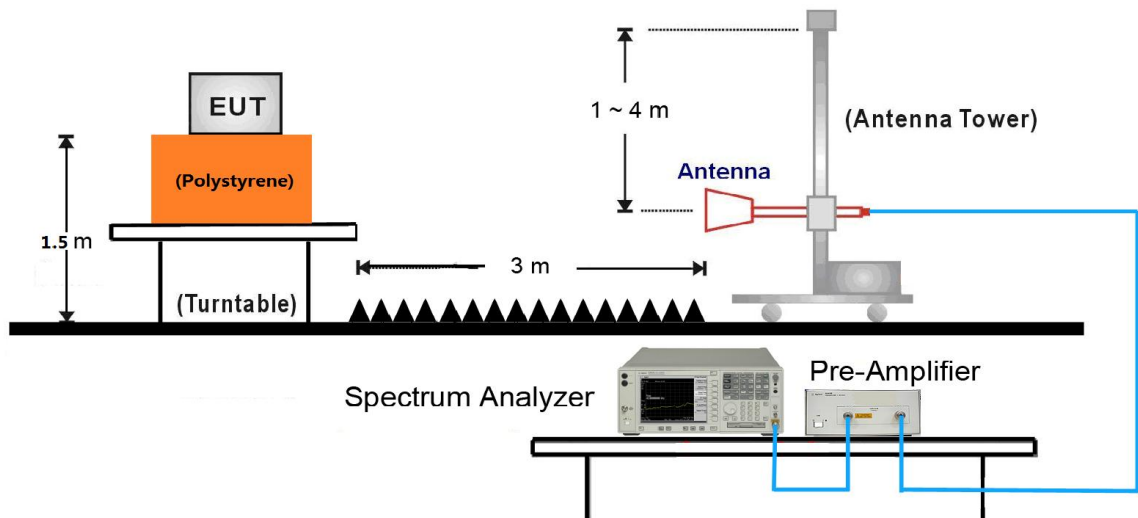 EUT
(Polystyrene)
1.5 m
(Turntable)
3 m
1 ~ 4 m
(Antenna Tower)
Antenna
Spectrum Analyzer
Pre-Amplifier